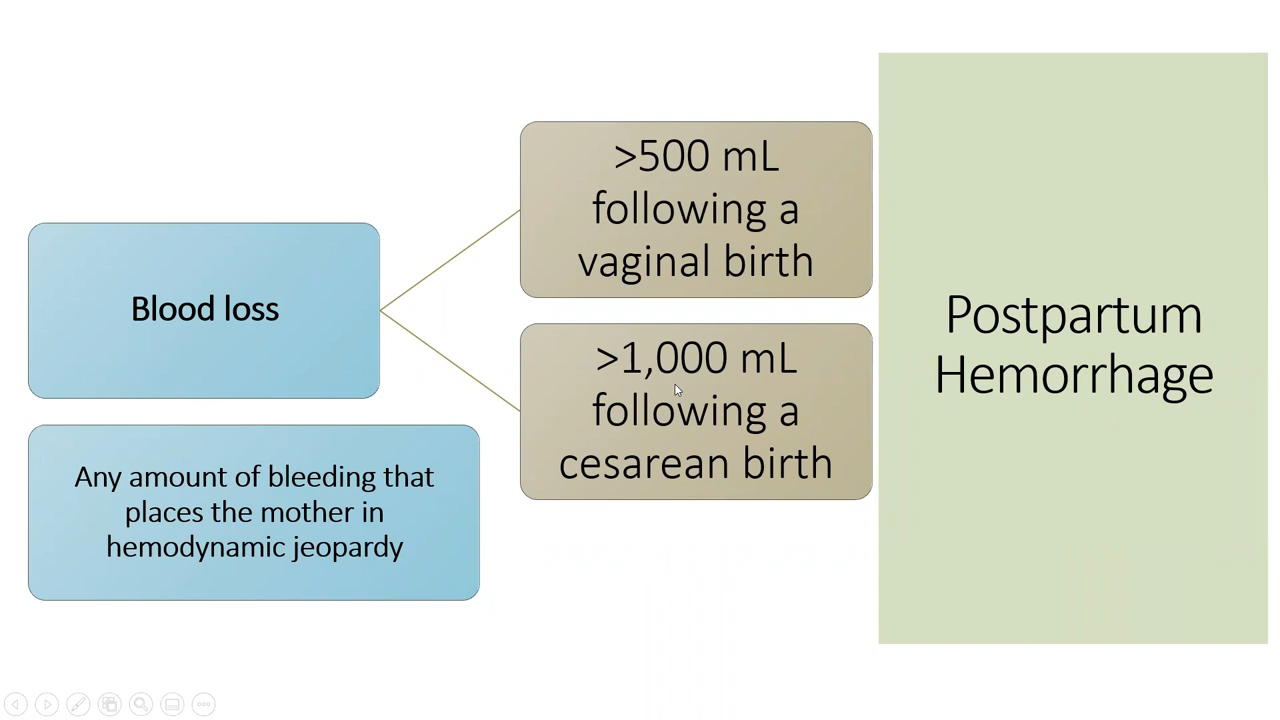 Blood loss
>500 mL
following a
vaginal birth
>1,000 mL
following a
cesarean birth
Any amount of bleeding that
places the mother in
hemodynamic jeopardy
Postpartum
Hemorrhage